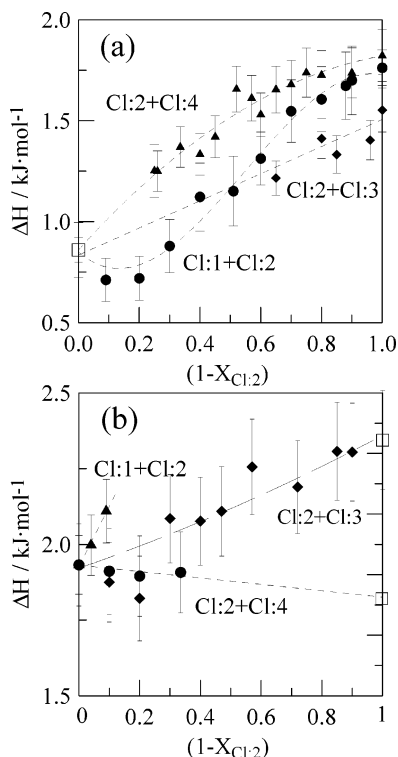 (a)
2.0
Cl:2+Cl:4
1.5
ΔH / kJ·mol-1
Cl:2+Cl:3
1.0
Cl:1+Cl:2
0.5
0.0 0.2 0.4 0.6 0.8 1.0
(1-XCl:2)
(b)
2.5
Cl:1+Cl:2
ΔH / kJ·mol-1
Cl:2+Cl:3
2.0
Cl:2+Cl:4
1.5
0 0.2 0.4 0.6 0.8 1
(1-XCl:2)